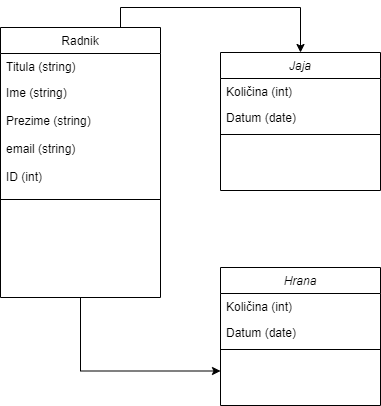 Radnik
Titula (string)
Ime (string)
Prezime (string)
email (string)
ID (int)
Jaja
Količina (int)
Datum (date)
Hrana
Količina (int)
Datum (date)